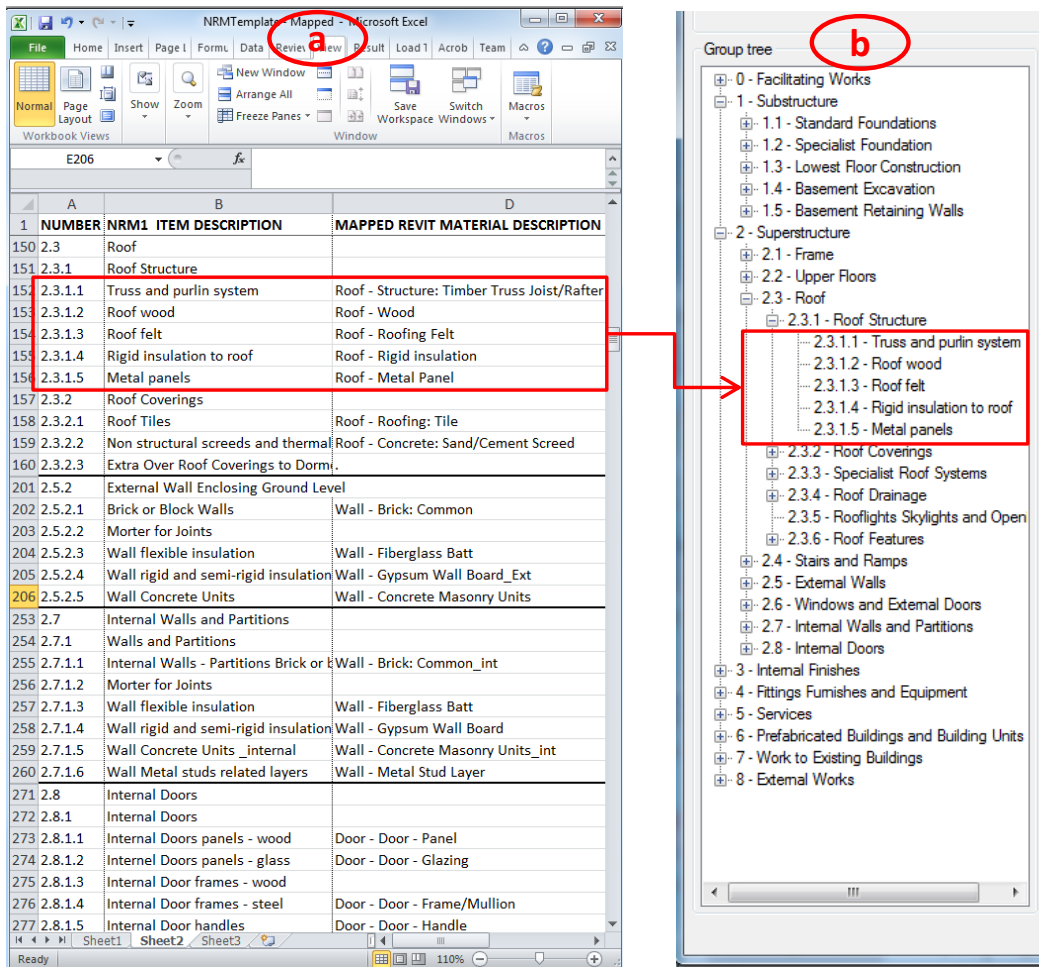 NRMTemplate - Mapped - Microsoft Excel
a
File Home Insert Page L Formu Data Review View Result Load T Acrob Team
Normal Page Layout
Show
Zoom
New Window
Arrange All
Freeze Panes
Save Workspace
Switch Windows
Macros
Workbook Views Window Macros
E206 fx
A B D
1 NUMBER NRM1 ITEM DESCRIPTION MAPPED REVIT MATERIAL DESCRIPTION
150 2.3 Roof
151 2.3.1 Roof Structure
152 2.3.1.1 Truss and purlin system Roof - Structure: Timber Truss Joist/Rafter
153 2.3.1.2 Roof wood Roof - Wood
154 2.3.1.3 Roof felt Roof - Roofing Felt
155 2.3.1.4 Rigid insulation to roof Roof - Rigid insulation
156 2.3.1.5 Metal panels Roof - Metal Panel
157 2.3.2 Roof Coverings
158 2.3.2.1 Roof Tiles Roof - Roofing: Tile
159 2.3.2.2 Non structural screeds and thermal Roof - Concrete: Sand/Cement Screed
160 2.3.2.3 Extra Over Roof Coverings to Dorme .
201 2.5.2 External Wall Enclosing Ground Level
202 2.5.2.1 Brick or Block Walls Wall - Brick: Common
203 2.5.2.2 Morter for Joints
204 2.5.2.3 Wall flexible insulation Wall - Fiberglass Batt
205 2.5.2.4 Wall rigid and semi-rigid insulation Wall - Gypsum Wall Board_Ext
206 2.5.2.5 Wall Concrete Units Wall - Concrete Masonry Units
253 2.7 Internal Walls and Partitions
254 2.7.1 Walls and Partitions
255 2.7.1.1 Internal Walls - Partitions Brick or b Wall - Brick: Common_int
256 2.7.1.2 Morter for Joints
257 2.7.1.3 Wall flexible insulation Wall - Fiberglass Batt
258 2.7.1.4 Wall rigid and semi-rigid insulation Wall - Gypsum Wall Board
259 2.7.1.5 Wall Concrete Units _internal Wall - Concrete Masonry Units_int
260 2.7.1.6 Wall Metal studs related layers Wall - Metal Stud Layer
271 2.8 Internal Doors
272 2.8.1 Internal Doors
273 2.8.1.1 Internal Doors panels - wood Door - Door - Panel
274 2.8.1.2 Internel Doors panels - glass Door - Door - Glazing
275 2.8.1.3 Internal Door frames - wood
276 2.8.1.4 Internal Door frames - steel Door - Door - Frame/Mullion
277 2.8.1.5 Internal Door handles Door - Door - Handle
Sheet1 Sheet2 Sheet3
Ready 110%
b
Group tree
0 - Facilitating Works
1 - Substructure
1.1 - Standard Foundations
1.2 - Specialist Foundation
1.3 - Lowest Floor Construction
1.4 - Basement Excavation
1.5 - Basement Retaining Walls
2 - Superstructure
2.1 - Frame
2.2 - Upper Floors
2.3 - Roof
2.3.1 - Roof Structure
2.3.1.1 - Truss and purlin system
2.3.1.2 - Roof wood
2.3.1.3 - Roof felt
2.3.1.4 - Rigid insulation to roof
2.3.1.5 - Metal panels
2.3.2 - Roof Coverings
2.3.3 - Specialist Roof Systems
2.3.4 - Roof Drainage
2.3.5 - Rooflights Skylights and Open
2.3.6 - Roof Features
2.4 - Stairs and Ramps
2.5 - External Walls
2.6 - Windows and External Doors
2.7 - Internal Walls and Partitions
2.8 - Internal Doors
3 - Internal Finishes
4 - Fittings Furnishes and Equipment
5 - Services
6 - Prefabricated Buildings and Building Units
7 - Work to Existing Buildings
8 - External Works